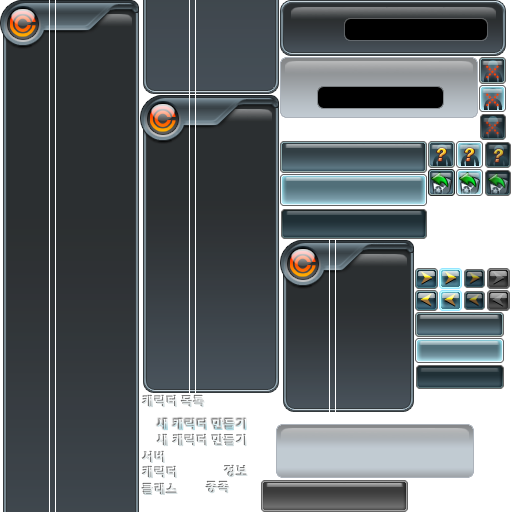 캐릭터 목록
새 캐릭터 만들기
새 캐릭터 만들기
서버
캐릭터 정보
클래스 종족